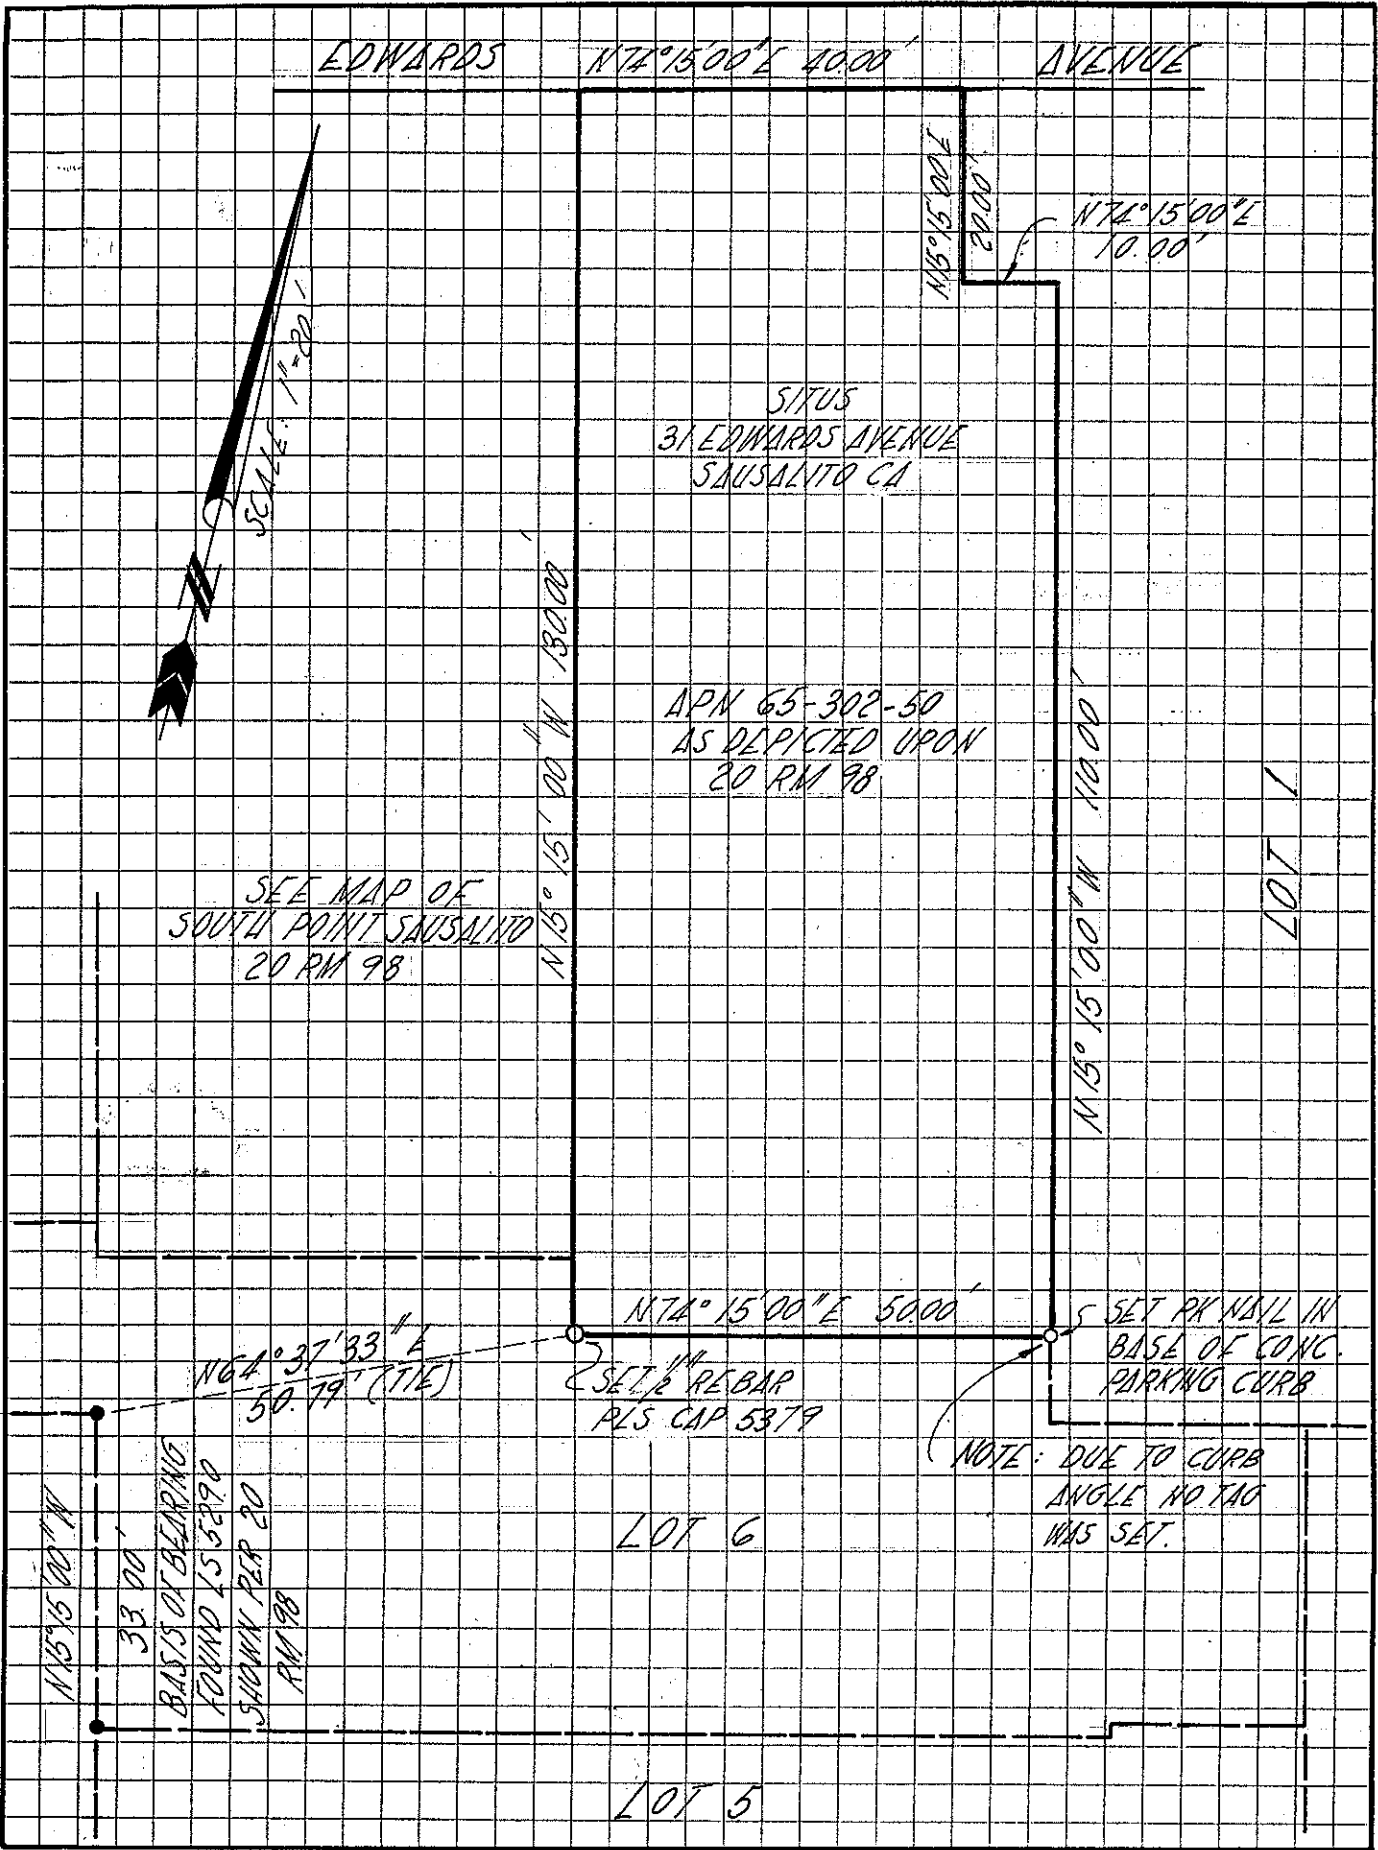 EDWARDS N74°15'00"E 40.00' AVENUE
N15°15'00"E
20.00'
N74°15'00"E
10.00'
SCALE: 1"=20'
SITUS
31 EDWARDS AVENUE
SAUSALITO CA
N15°15'00"W 130.00'
APN 65-302-50
AS DEPICTED UPON
20 RM 98
N15°15'00"W 110.00'
LOT 1
SEE MAP OF
SOUTH POINT SAUSALITO
20 RM 98
N74°15'00"E 50.00'
N64°37'33"E
50.79' (TIE)
SET 1/2" REBAR
PLS CAP 5379
SET PK NAIL IN
BASE OF CONC.
PARKING CURB
NOTE: DUE TO CURB
ANGLE NO TAG
WAS SET.
N15°15'00"W
33.00'
BASIS OF BEARING
FOUND LS 5290
SHOWN PER 20
RM 98
LOT 6
LOT 5